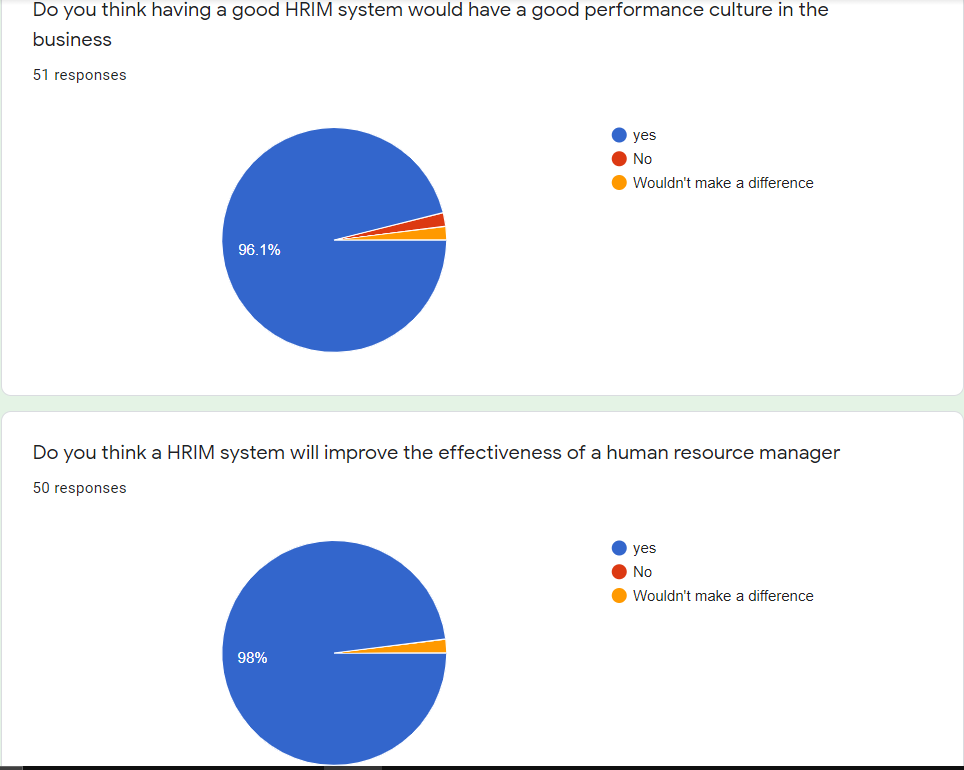 Do you think having a good HRIM system would have a good performance culture in the
business
51 responses
yes
No
Wouldn't make a difference
96.1%
Do you think a HRIM system will improve the effectiveness of a human resource manager
50 responses
yes
No
Wouldn't make a difference
98%